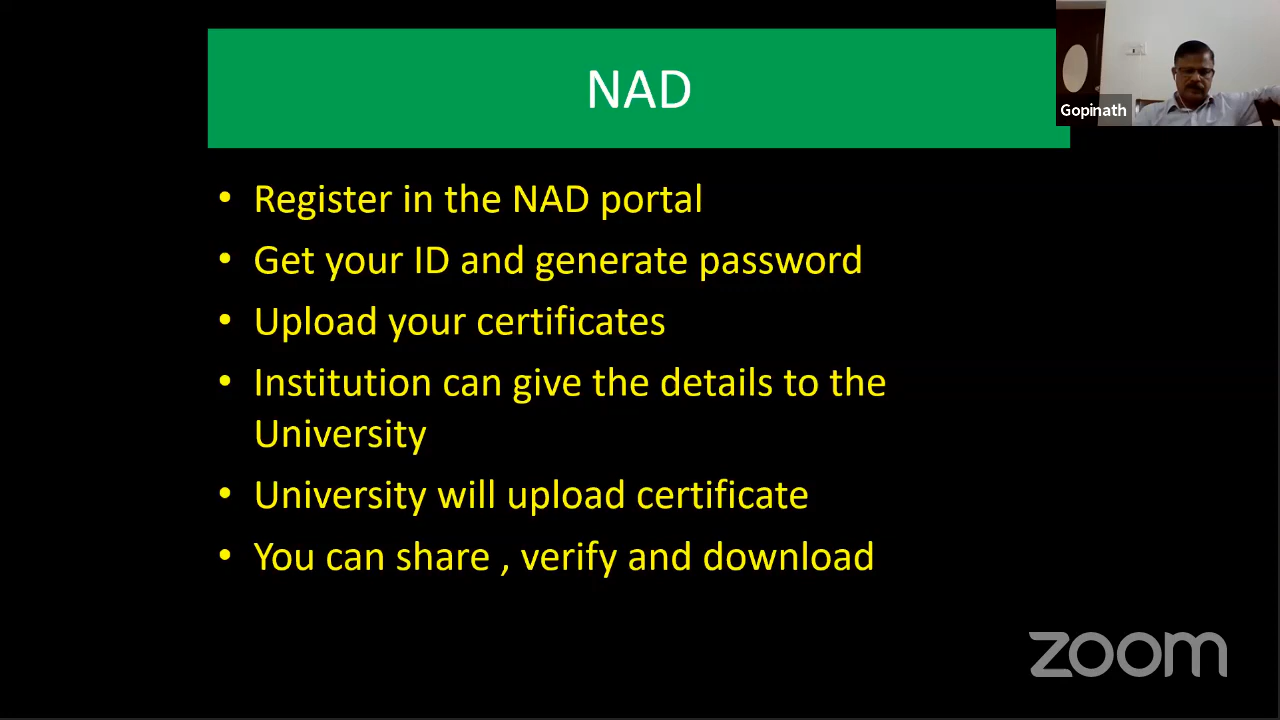 NAD
Gopinath
• Register in the NAD portal
• Get your ID and generate password
• Upload your certificates
• Institution can give the details to the
University
• University will upload certificate
• You can share , verify and download
zoom